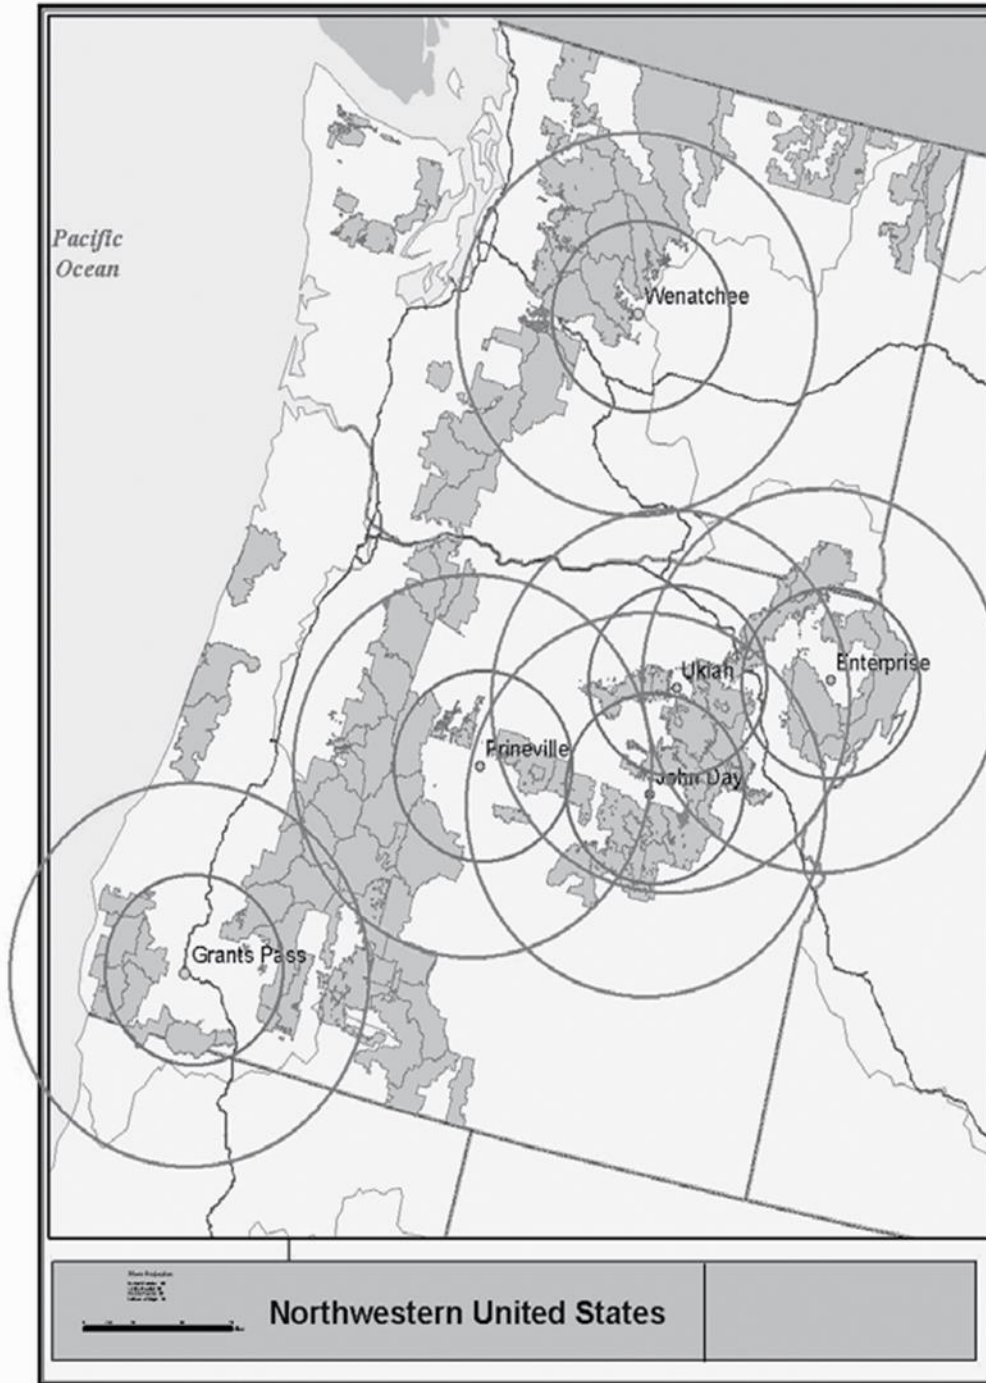 Pacific
Ocean
Wenatchee
Ukiah
Enterprise
Prineville
John Day
Grants Pass
Northwestern United States